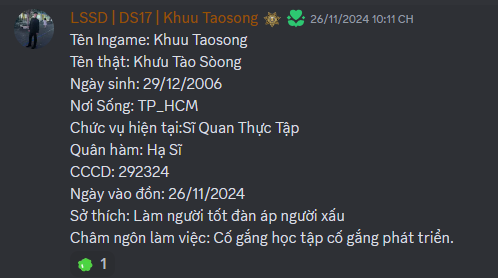 LSSD | DS17 | Khuu Taosong 26/11/2024 10:11 CH
Tên Ingame: Khuu Taosong
Tên thật: Khưu Tào Sòong
Ngày sinh: 29/12/2006
Nơi Sống: TP_HCM
Chức vụ hiện tại:Sĩ Quan Thực Tập
Quân hàm: Hạ Sĩ
CCCD: 292324
Ngày vào đồn: 26/11/2024
Sở thích: Làm người tốt đàn áp người xấu
Châm ngôn làm việc: Cố gắng học tập cố gắng phát triển.
1